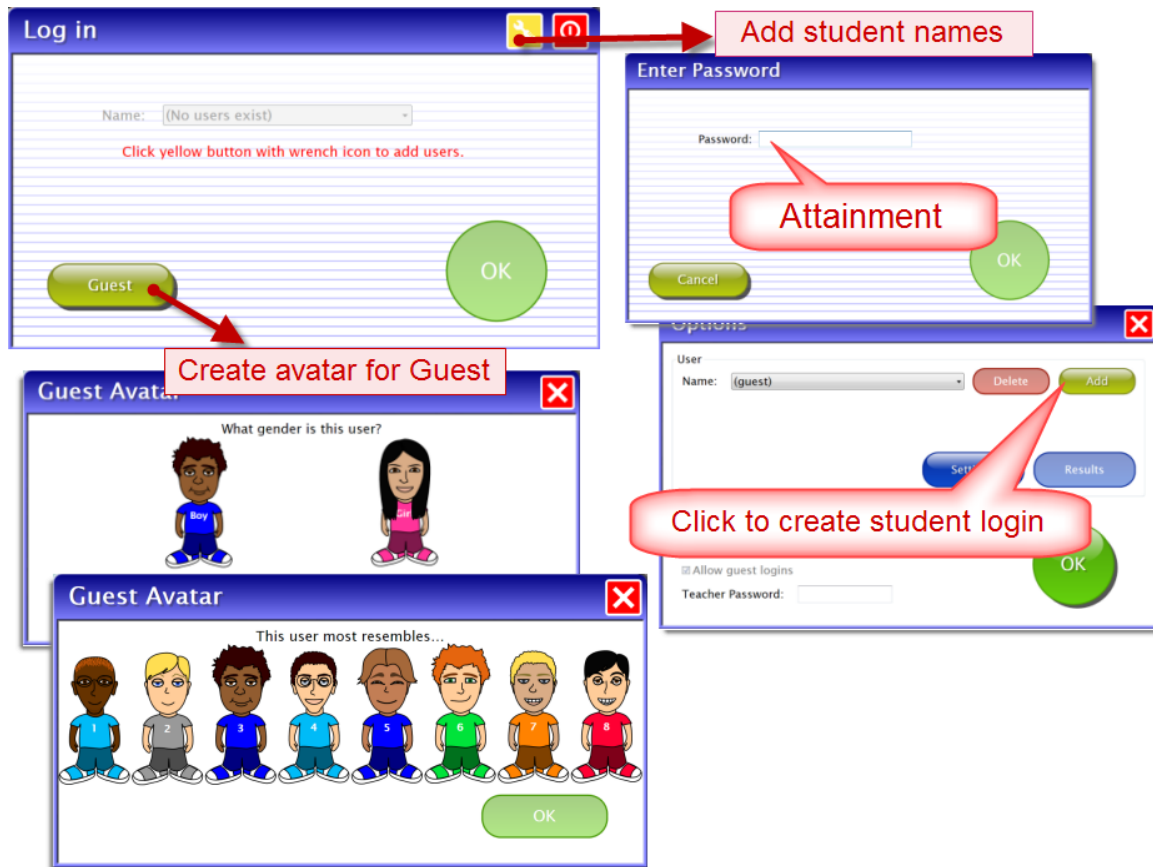 Log in
Add student names
Name: (No users exist)
Click yellow button with wrench icon to add users.
Guest
OK
Enter Password
Password:
Attainment
Cancel
OK
Create avatar for Guest
Options
User
Name: (guest)
Delete
Add
Results
Click to create student login
Allow guest logins
Teacher Password:
OK
Guest
What gender is this user?
Boy
Guest Avatar
This user most resembles...
1 2 3 4 5 6 7 8
OK